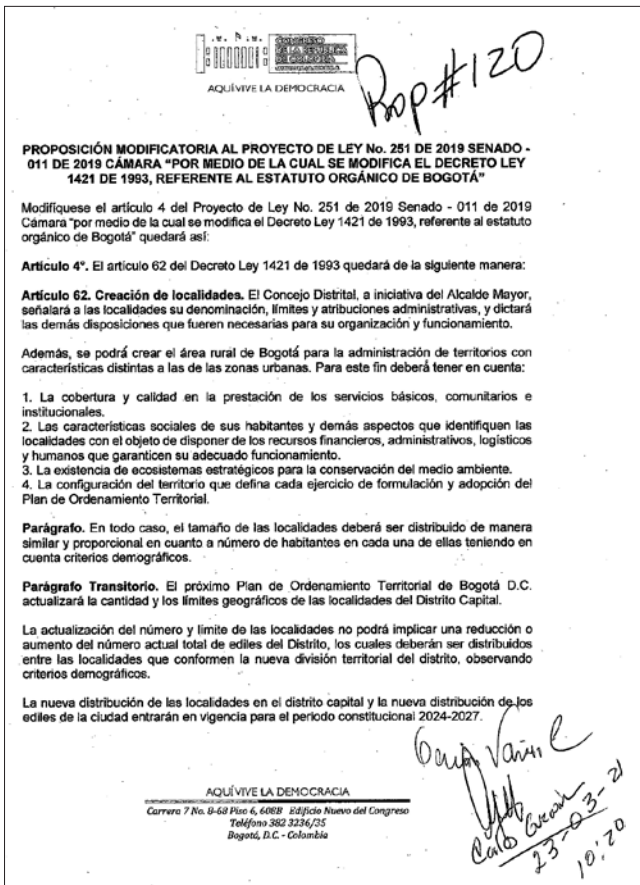 CONGRESO
DE LA REPÚBLICA
DE COLOMBIA
AQUÍVIVE LA DEMOCRACIA
Prop #120
PROPOSICIÓN MODIFICATORIA AL PROYECTO DE LEY No. 251 DE 2019 SENADO -
011 DE 2019 CÁMARA “POR MEDIO DE LA CUAL SE MODIFICA EL DECRETO LEY
1421 DE 1993, REFERENTE AL ESTATUTO ORGÁNICO DE BOGOTÁ”
Modifíquese el artículo 4 del Proyecto de Ley No. 251 de 2019 Senado - 011 de 2019
Cámara “por medio de la cual se modifica el Decreto Ley 1421 de 1993, referente al estatuto
orgánico de Bogotá” quedará así:
Artículo 4°. El artículo 62 del Decreto Ley 1421 de 1993 quedará de la siguiente manera:
Artículo 62. Creación de localidades. El Concejo Distrital, a iniciativa del Alcalde Mayor,
señalará a las localidades su denominación, límites y atribuciones administrativas, y dictará
las demás disposiciones que fueren necesarias para su organización y funcionamiento.
Además, se podrá crear el área rural de Bogotá para la administración de territorios con
características distintas a las de las zonas urbanas. Para este fin deberá tener en cuenta:
1. La cobertura y calidad en la prestación de los servicios básicos, comunitarios e
institucionales.
2. Las características sociales de sus habitantes y demás aspectos que identifiquen las
localidades con el objeto de disponer de los recursos financieros, administrativos, logísticos
y humanos que garanticen su adecuado funcionamiento.
3. La existencia de ecosistemas estratégicos para la conservación del medio ambiente.
4. La configuración del territorio que defina cada ejercicio de formulación y adopción del
Plan de Ordenamiento Territorial.
Parágrafo. En todo caso, el tamaño de las localidades deberá ser distribuido de manera
similar y proporcional en cuanto a número de habitantes en cada una de ellas teniendo en
cuenta criterios demográficos.
Parágrafo Transitorio. El próximo Plan de Ordenamiento Territorial de Bogotá D.C.
actualizará la cantidad y los límites geográficos de las localidades del Distrito Capital.
La actualización del número y limite de las localidades no podrá implicar una reducción o
aumento del número actual total de ediles del Distrito, los cuales deberán ser distribuidos
entre las localidades que conformen la nueva división territorial del distrito, observando
criterios demográficos.
La nueva distribución de las localidades en el distrito capital y la nueva distribución de los
ediles de la ciudad entrarán en vigencia para el periodo constitucional 2024-2027.
AQUÍ VIVE LA DEMOCRACIA
Carrera 7 No. 8-68 Piso 6, 608B Edificio Nuevo del Congreso
Teléfono 382 3236/35
Bogotá, D.C. - Colombia
23-03-21
10:20